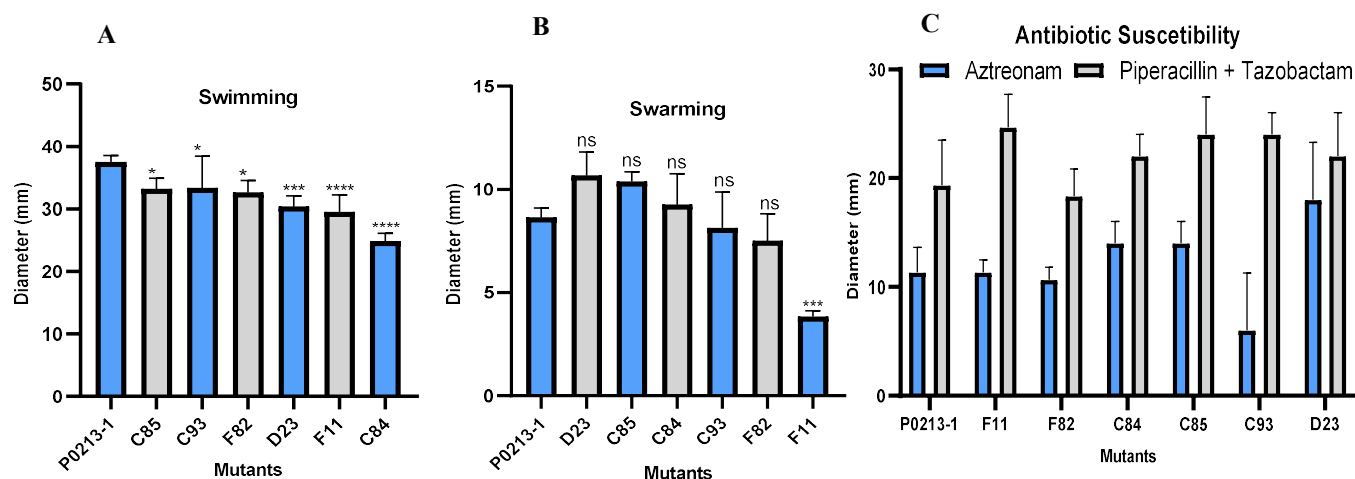 A
Swimming
Diameter (mm)
50
40
30
20
10
0
*
*
*
***
****
****
P0213-1
C85
C93
F82
D23
F11
C84
Mutants
B
Swarming
Diameter (mm)
15
10
5
0
ns
ns
ns
ns
ns
***
P0213-1
D23
C85
C84
C93
F82
F11
Mutants
C
Antibiotic Suscetibility
Aztreonam
Piperacillin + Tazobactam
Diameter (mm)
30
20
10
0
P0213-1
F11
F82
C84
C85
C93
D23
Mutants